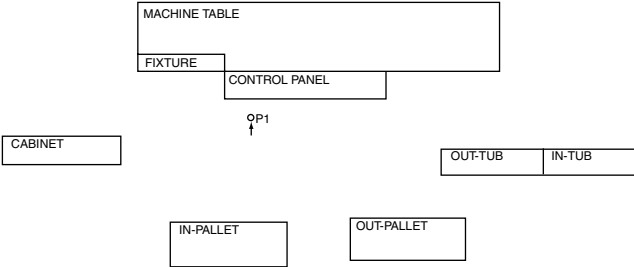 MACHINE TABLE
FIXTURE
CONTROL PANEL
P1
CABINET
OUT-TUB
IN-TUB
IN-PALLET
OUT-PALLET